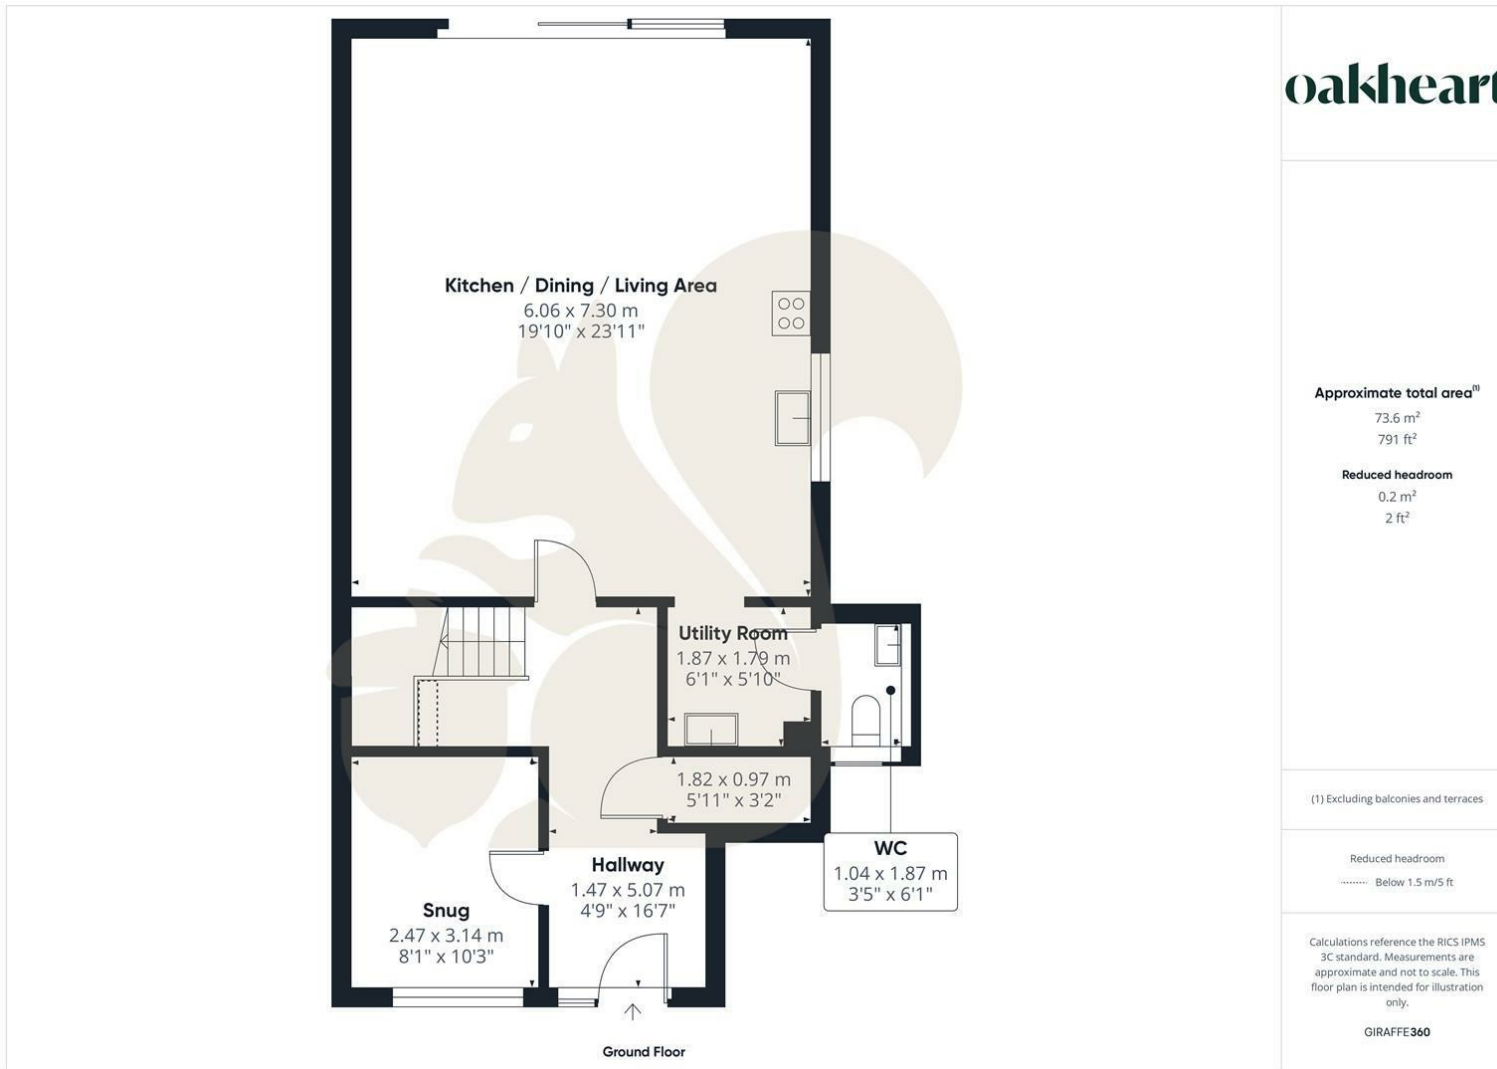 oakheart
Kitchen / Dining / Living Area
6.06 x 7.30 m
19'10" x 23'11"
Utility Room
1.87 x 1.79 m
6'1" x 5'10"
1.82 x 0.97 m
5'11" x 3'2"
WC
1.04 x 1.87 m
3'5" x 6'1"
Hallway
1.47 x 5.07 m
4'9" x 16'7"
Snug
2.47 x 3.14 m
8'1" x 10'3"
Ground Floor
Approximate total area(1)
73.6 m²
791 ft²
Reduced headroom
0.2 m²
2 ft²
(1) Excluding balconies and terraces
Reduced headroom
Below 1.5 m/5 ft
Calculations reference the RICS IPMS
3C standard. Measurements are
approximate and not to scale. This
floor plan is intended for illustration
only.
GIRAFFE360